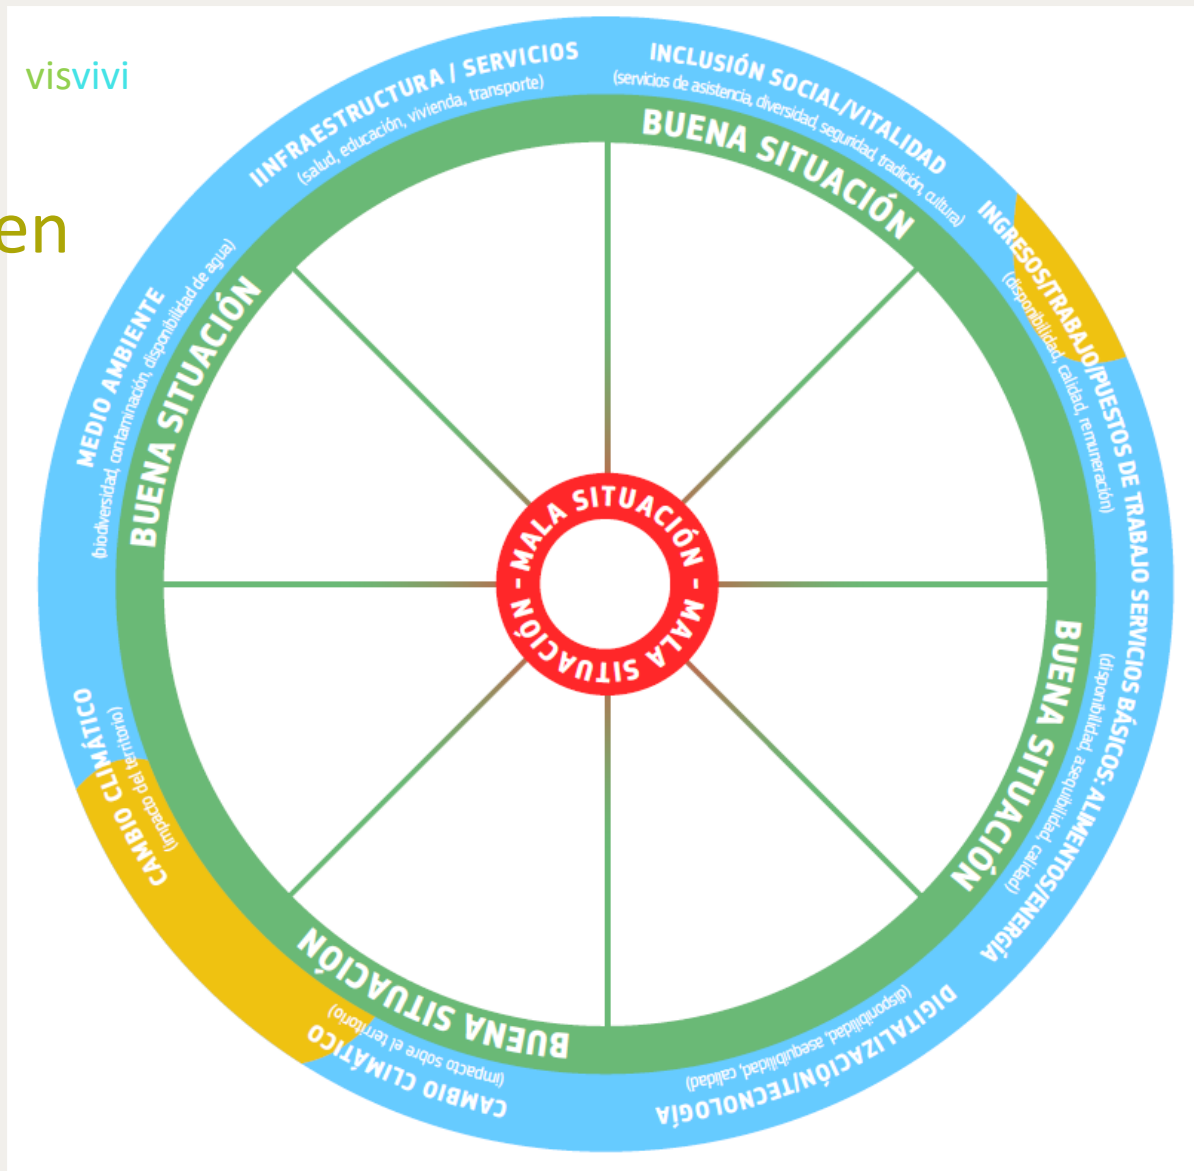 visvivi
en
IINFRAESTRUCTURA / SERVICIOS
(salud, educación, vivienda, transporte)
INCLUSIÓN SOCIAL/VITALIDAD
(servicios de asistencia, diversidad, seguridad, tradición, cultura)
BUENA SITUACIÓN
INGRESOS/TRABAJO/PUESTOS DE TRABAJO SERVICIOS BÁSICOS: ALIMENTOS/ENERGÍA
(disponibilidad, calidad, remuneración)
(disponibilidad, asequibilidad, calidad)
BUENA SITUACIÓN
DIGITALIZACIÓN/TECNOLOGÍA
(disponibilidad, asequibilidad, calidad)
CAMBIO CLIMÁTICO
(impacto sobre el territorio)
BUENA SITUACIÓN
CAMBIO CLIMÁTICO
(impacto del territorio)
MEDIO AMBIENTE
(biodiversidad, contaminación, disponibilidad de agua)
BUENA SITUACIÓN
MALA SITUACIÓN - MALA SITUACIÓN -